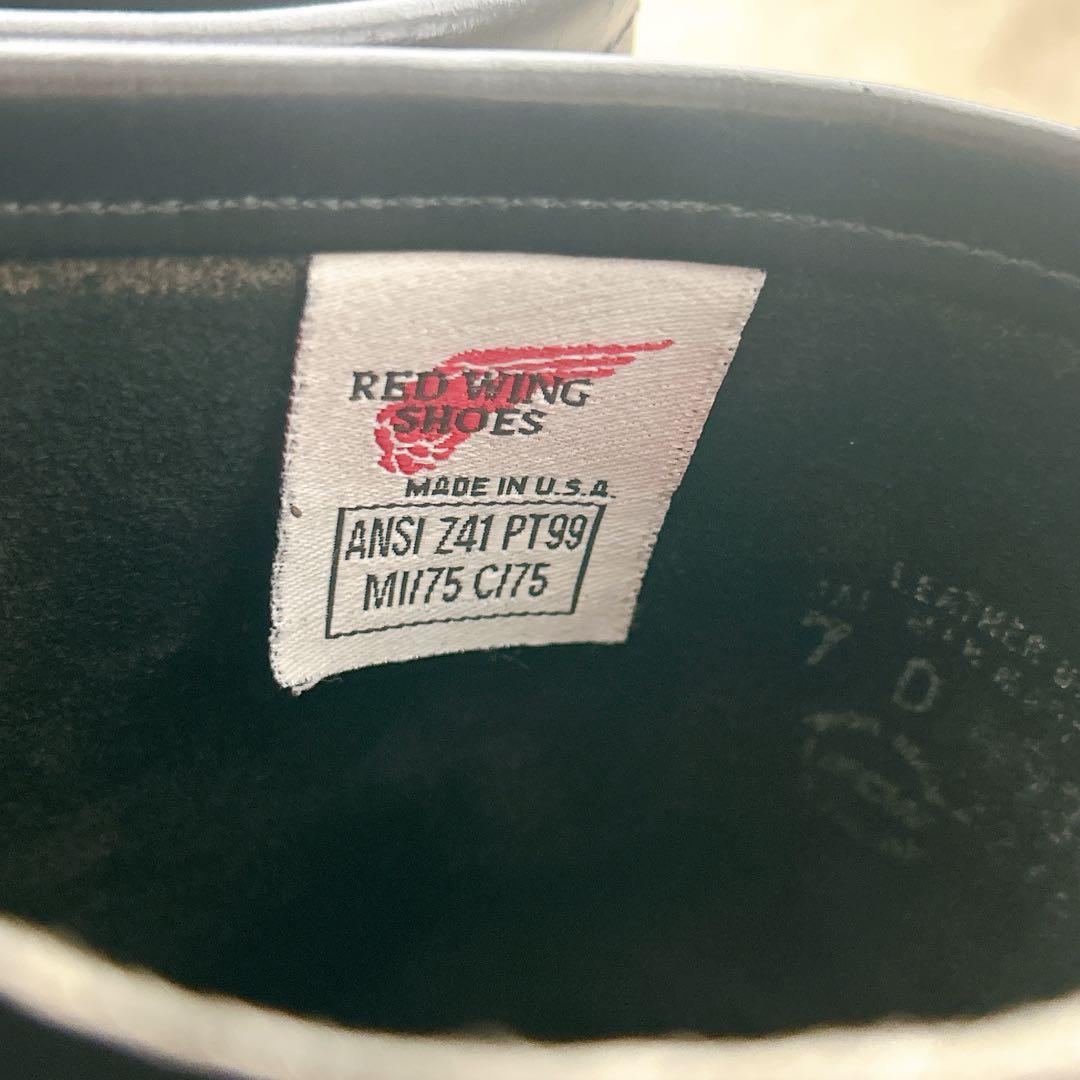 RED WING
SHOES
MADE IN U.S.A.
ANSI Z41 PT99
MI/75 C/75
7 D